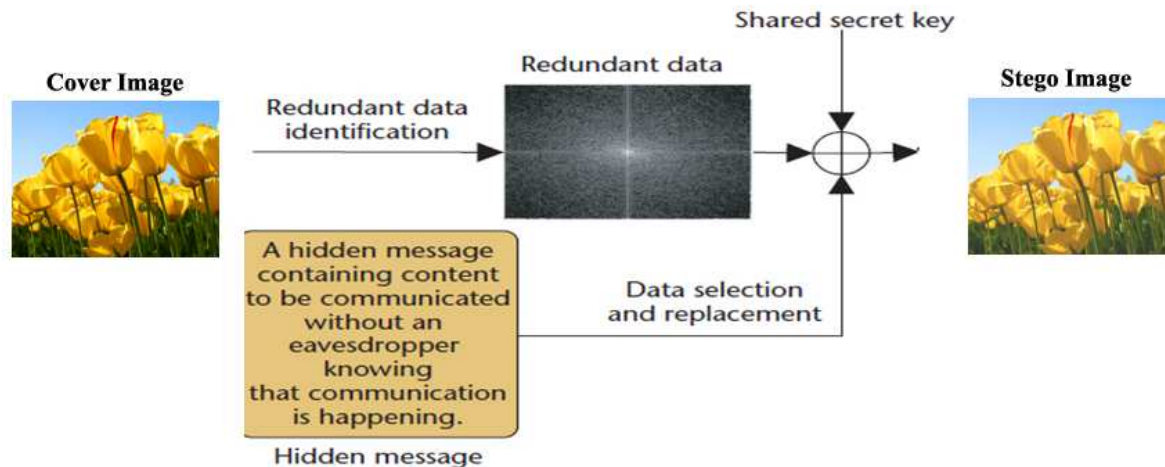 Shared secret key
Cover Image
Redundant data
Stego Image
Redundant data
identification
A hidden message
containing content
to be communicated
without an
eavesdropper
knowing
that communication
is happening.
Data selection
and replacement
Hidden message